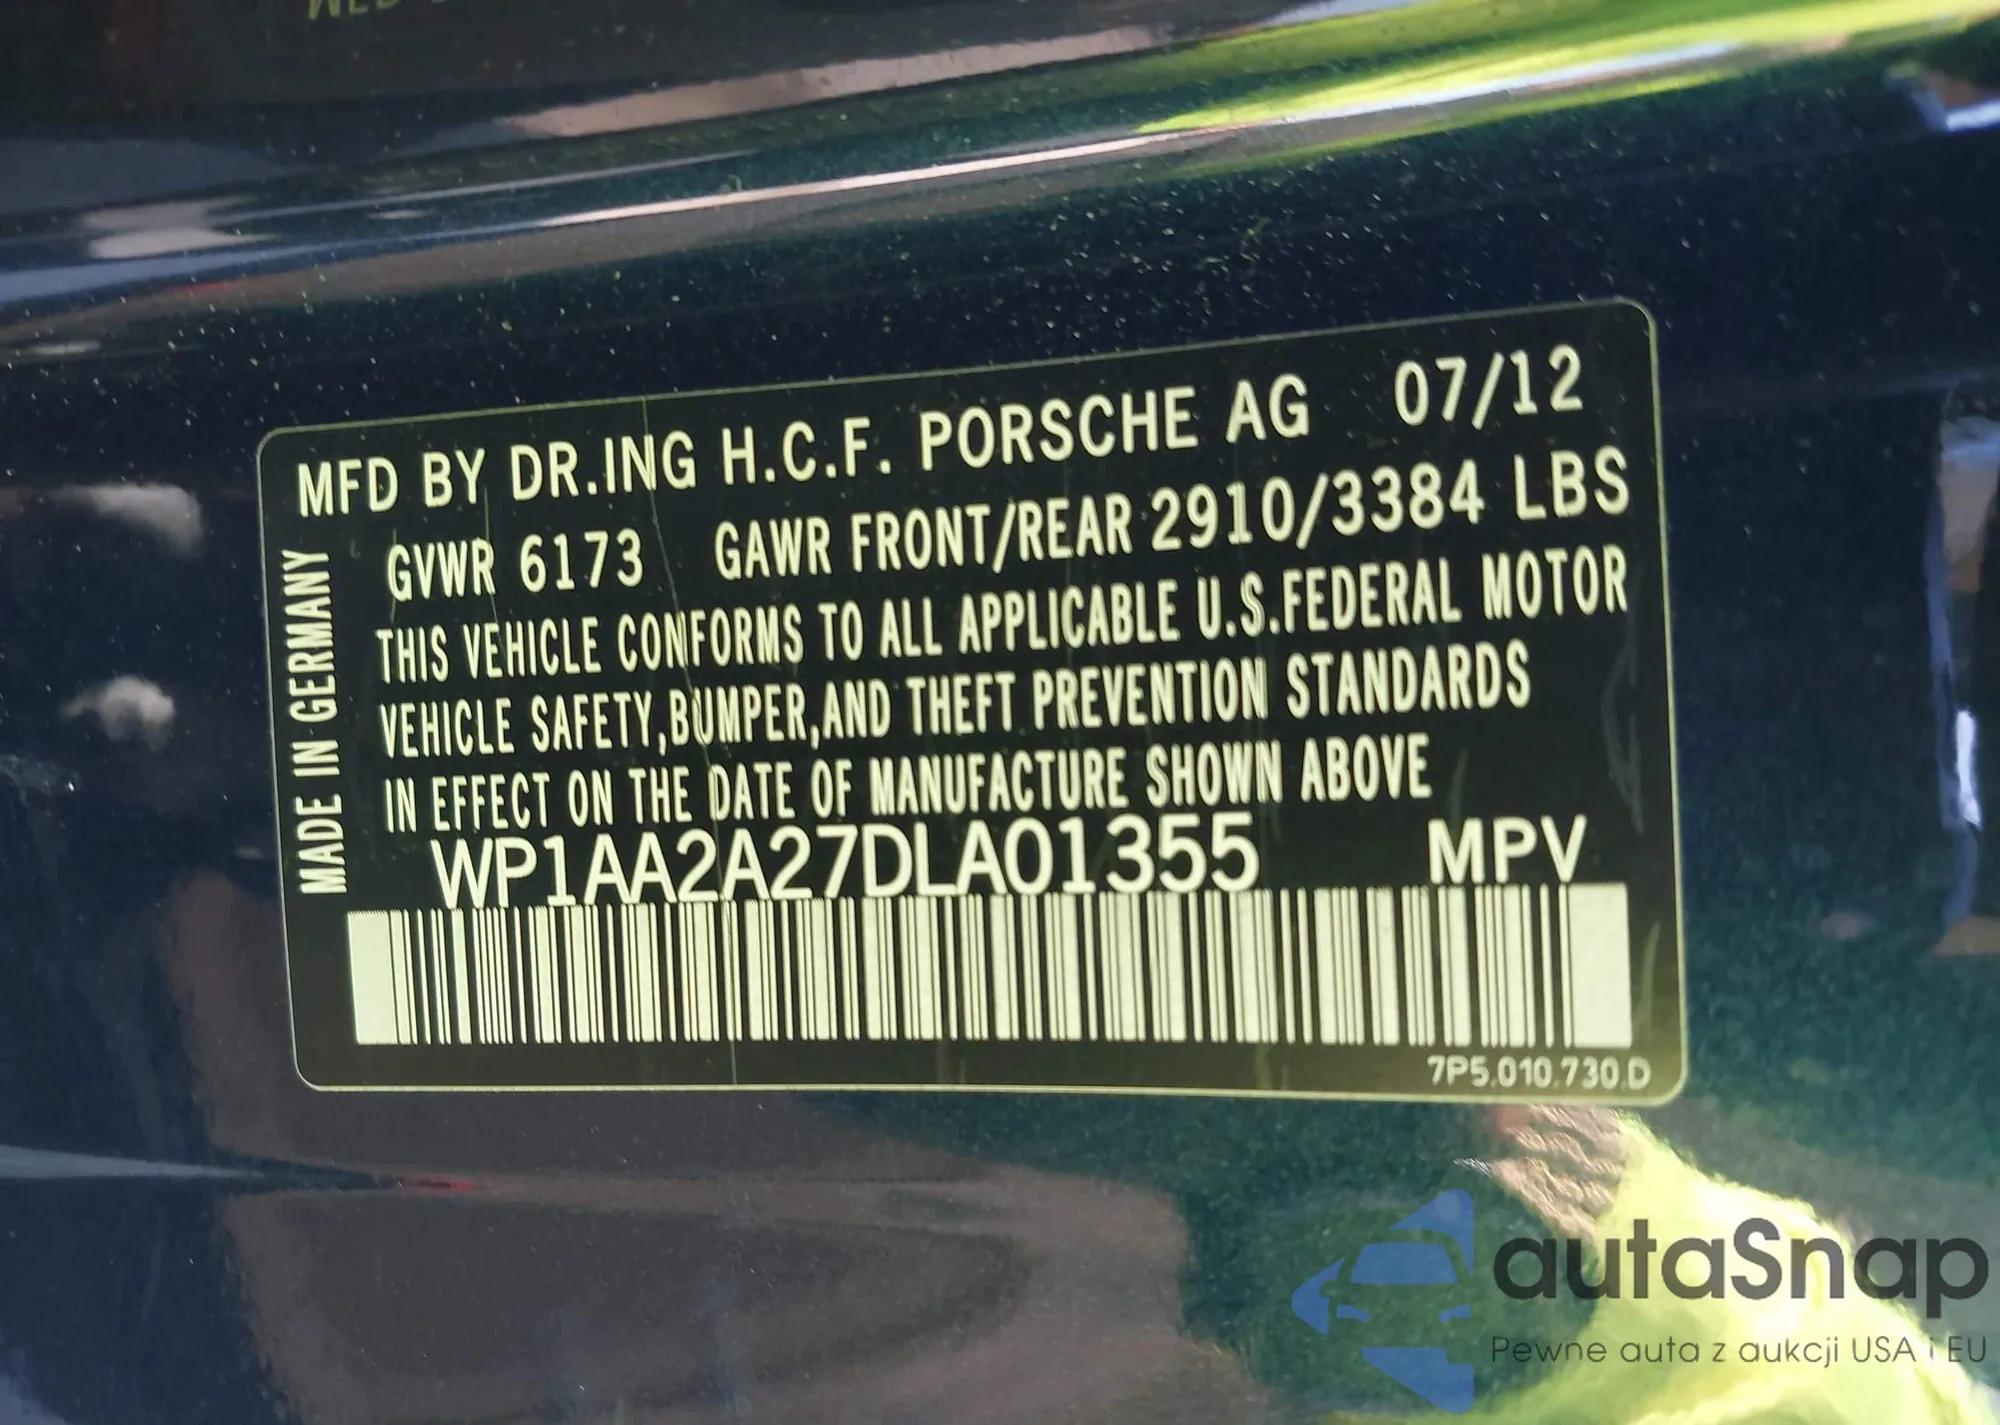 MFD BY DR.ING H.C.F. PORSCHE AG 07/12
GVWR 6173 GAWR FRONT/REAR 2910/3384 LBS
THIS VEHICLE CONFORMS TO ALL APPLICABLE U.S.FEDERAL MOTOR
VEHICLE SAFETY,BUMPER,AND THEFT PREVENTION STANDARDS
IN EFFECT ON THE DATE OF MANUFACTURE SHOWN ABOVE
WP1AA2A27DLA01355 MPV
MADE IN GERMANY
7P5.010.730.D
autaSnap
Pewne auta z aukcji USA i EU